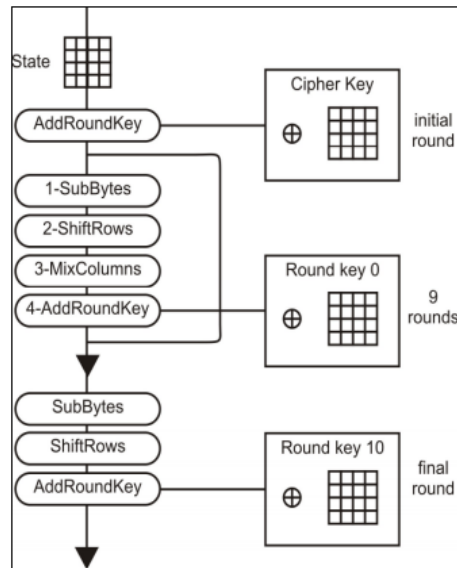 State
Cipher Key
AddRoundKey
initial
round
1-SubBytes
2-ShiftRows
3-MixColumns
Round key 0
4-AddRoundKey
9
rounds
SubBytes
ShiftRows
Round key 10
AddRoundKey
final
round